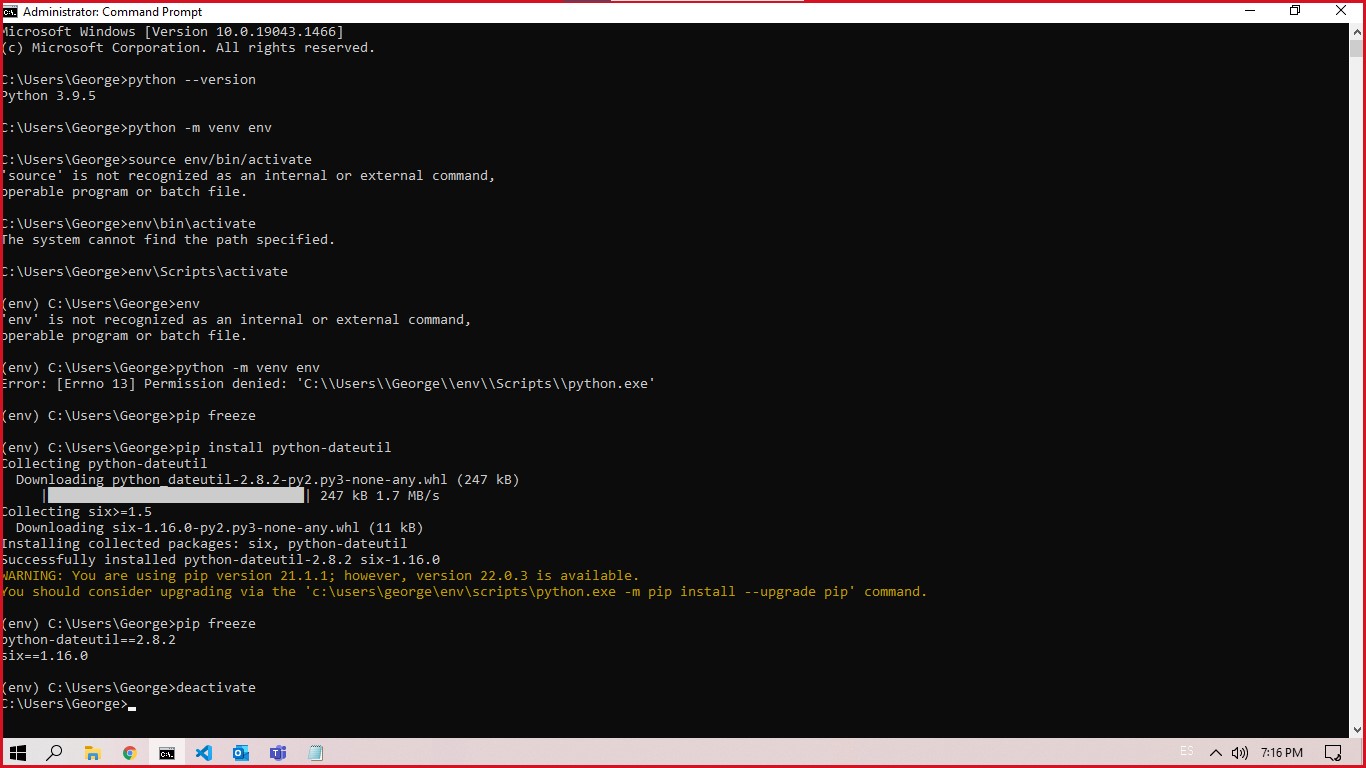 Administrator: Command Prompt
Microsoft Windows [Version 10.0.19043.1466]
(c) Microsoft Corporation. All rights reserved.
C:\Users\George>python --version
Python 3.9.5
C:\Users\George>python -m venv env
C:\Users\George>source env/bin/activate
'source' is not recognized as an internal or external command,
operable program or batch file.
C:\Users\George>env\bin\activate
The system cannot find the path specified.
C:\Users\George>env\Scripts\activate
(env) C:\Users\George>env
'env' is not recognized as an internal or external command,
operable program or batch file.
(env) C:\Users\George>python -m venv env
Error: [Errno 13] Permission denied: 'C:\\Users\\George\\env\\Scripts\\python.exe'
(env) C:\Users\George>pip freeze
(env) C:\Users\George>pip install python-dateutil
Collecting python-dateutil
Downloading python_dateutil-2.8.2-py2.py3-none-any.whl (247 kB)
|████████████████████████████████| 247 kB 1.7 MB/s
Collecting six>=1.5
Downloading six-1.16.0-py2.py3-none-any.whl (11 kB)
Installing collected packages: six, python-dateutil
Successfully installed python-dateutil-2.8.2 six-1.16.0
WARNING: You are using pip version 21.1.1; however, version 22.0.3 is available.
You should consider upgrading via the 'c:\users\george\env\scripts\python.exe -m pip install --upgrade pip' command.
(env) C:\Users\George>pip freeze
python-dateutil==2.8.2
six==1.16.0
(env) C:\Users\George>deactivate
C:\Users\George>
ES
7:16 PM